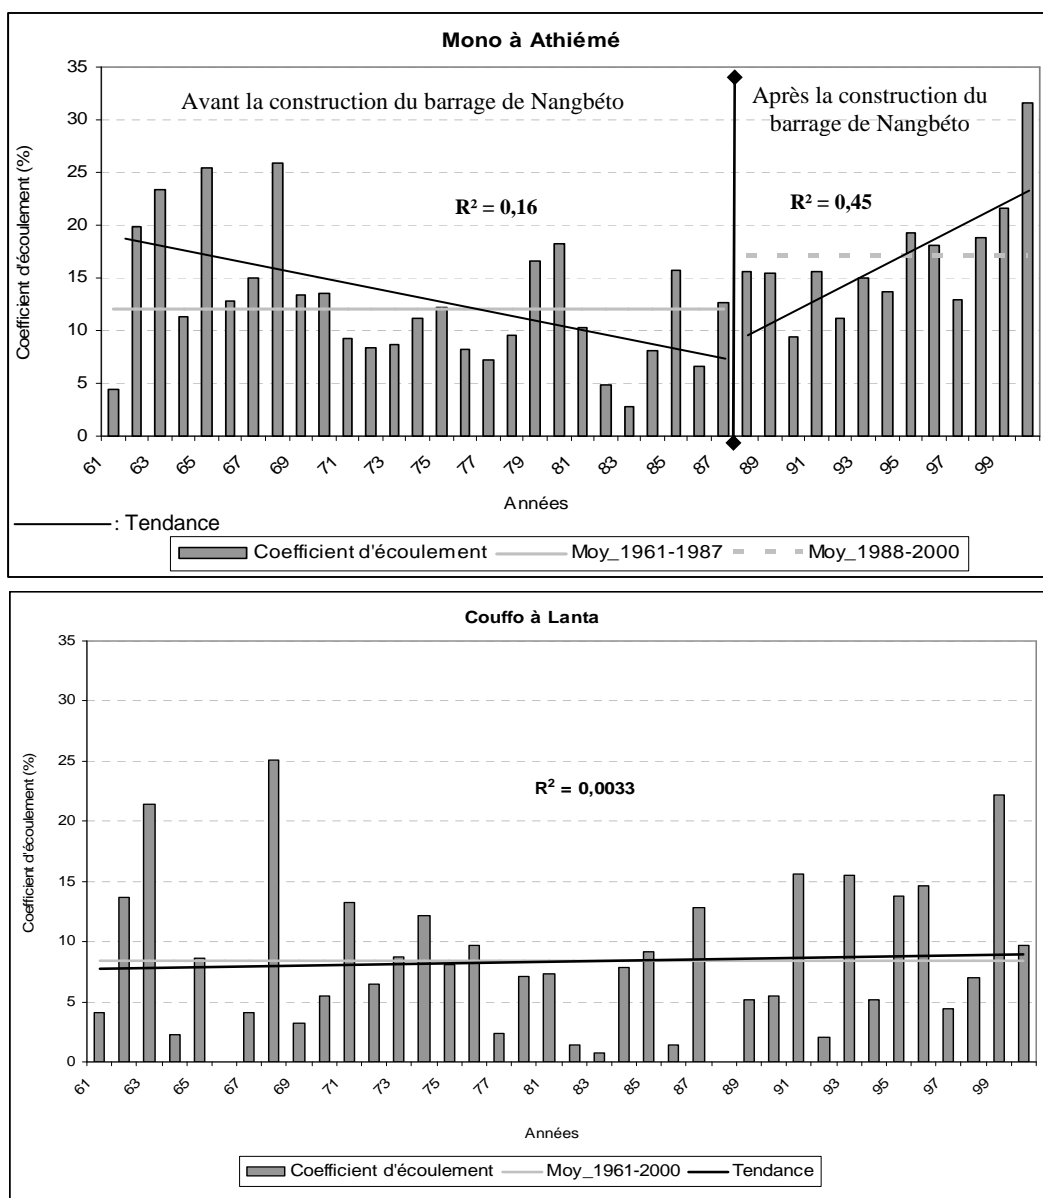 Mono à Athiémé
35
30
25
20
15
10
5
0
Coefficient d'écoulement (%)
Avant la construction du barrage de Nangbéto
Après la construction du
barrage de Nangbéto
R² = 0,16
R² = 0,45
61 63 65 67 69 71 73 75 77 79 81 83 85 87 89 91 93 95 97 99
Années
: Tendance
Coefficient d'écoulement Moy_1961-1987 Moy_1988-2000
Couffo à Lanta
35
30
25
20
15
10
5
0
Coefficient d'écoulement (%)
R² = 0,0033
61 63 65 67 69 71 73 75 77 81 83 85 87 89 91 93 95 97 99
Années
Coefficient d'écoulement Moy_1961-2000 Tendance